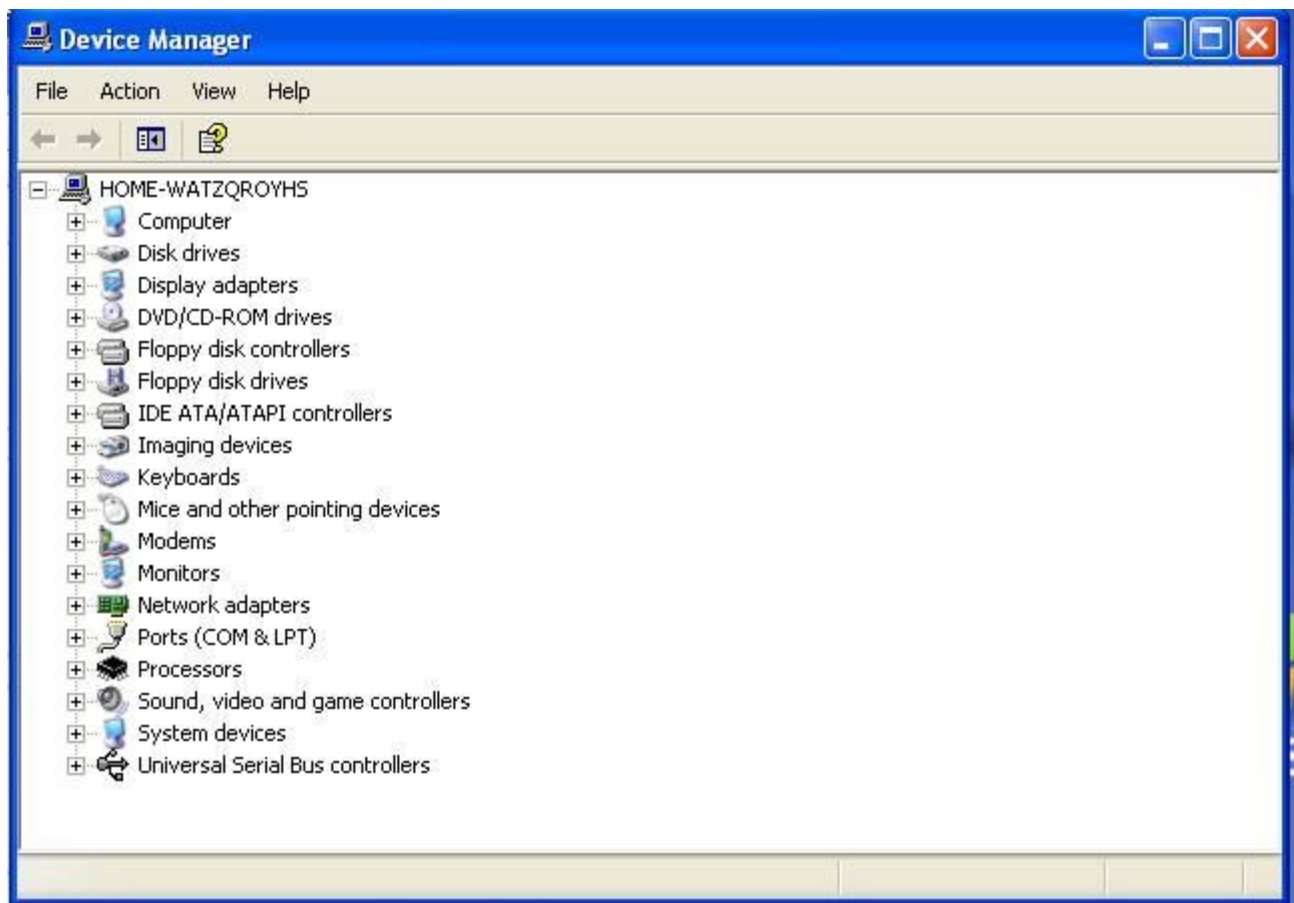 Device Manager
File Action View Help
HOME-WATZQROYHS
Computer
Disk drives
Display adapters
DVD/CD-ROM drives
Floppy disk controllers
Floppy disk drives
IDE ATA/ATAPI controllers
Imaging devices
Keyboards
Mice and other pointing devices
Modems
Monitors
Network adapters
Ports (COM & LPT)
Processors
Sound, video and game controllers
System devices
Universal Serial Bus controllers